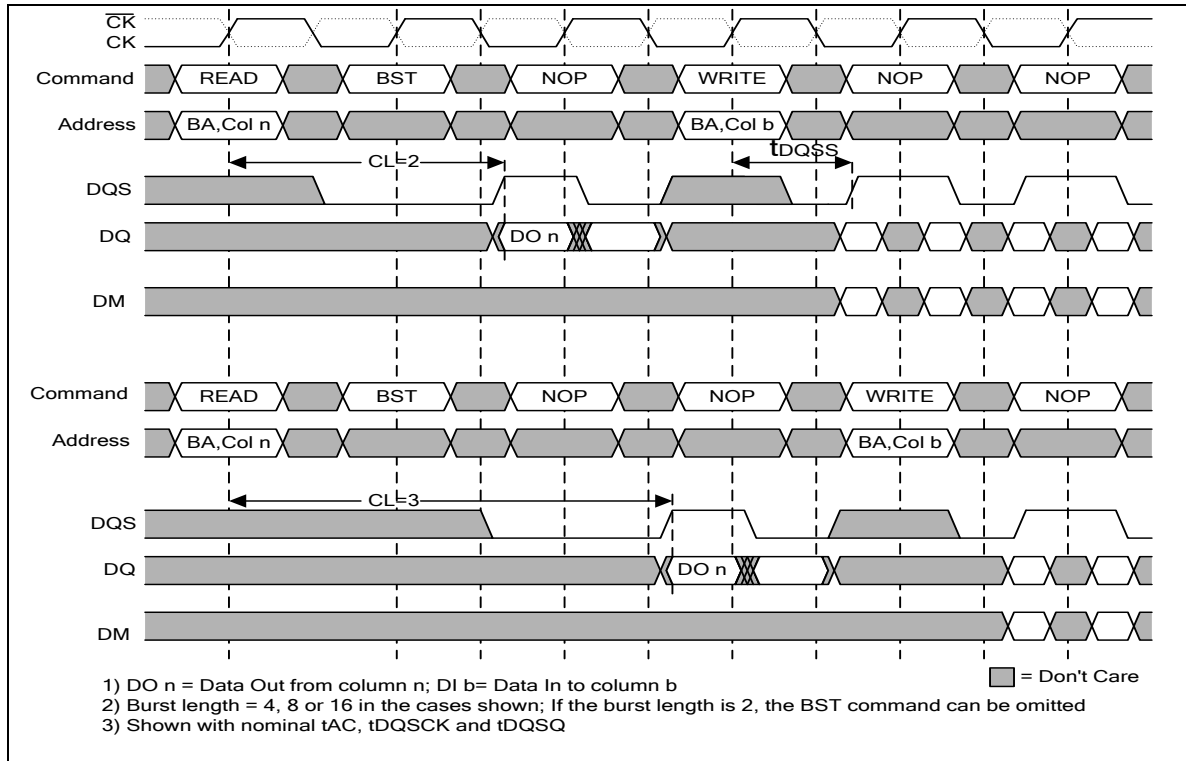 CK
CK
Command READ BST NOP WRITE NOP NOP
Address BA,Col n BA,Col b
CL=2 tDQSS
DQS
DQ DO n
DM
Command READ BST NOP NOP WRITE NOP
Address BA,Col n BA,Col b
CL=3
DQS
DQ DO n
DM
1) DO n = Data Out from column n; DI b= Data In to column b
= Don't Care
2) Burst length = 4, 8 or 16 in the cases shown; If the burst length is 2, the BST command can be omitted
3) Shown with nominal tAC, tDQSCK and tDQSQ